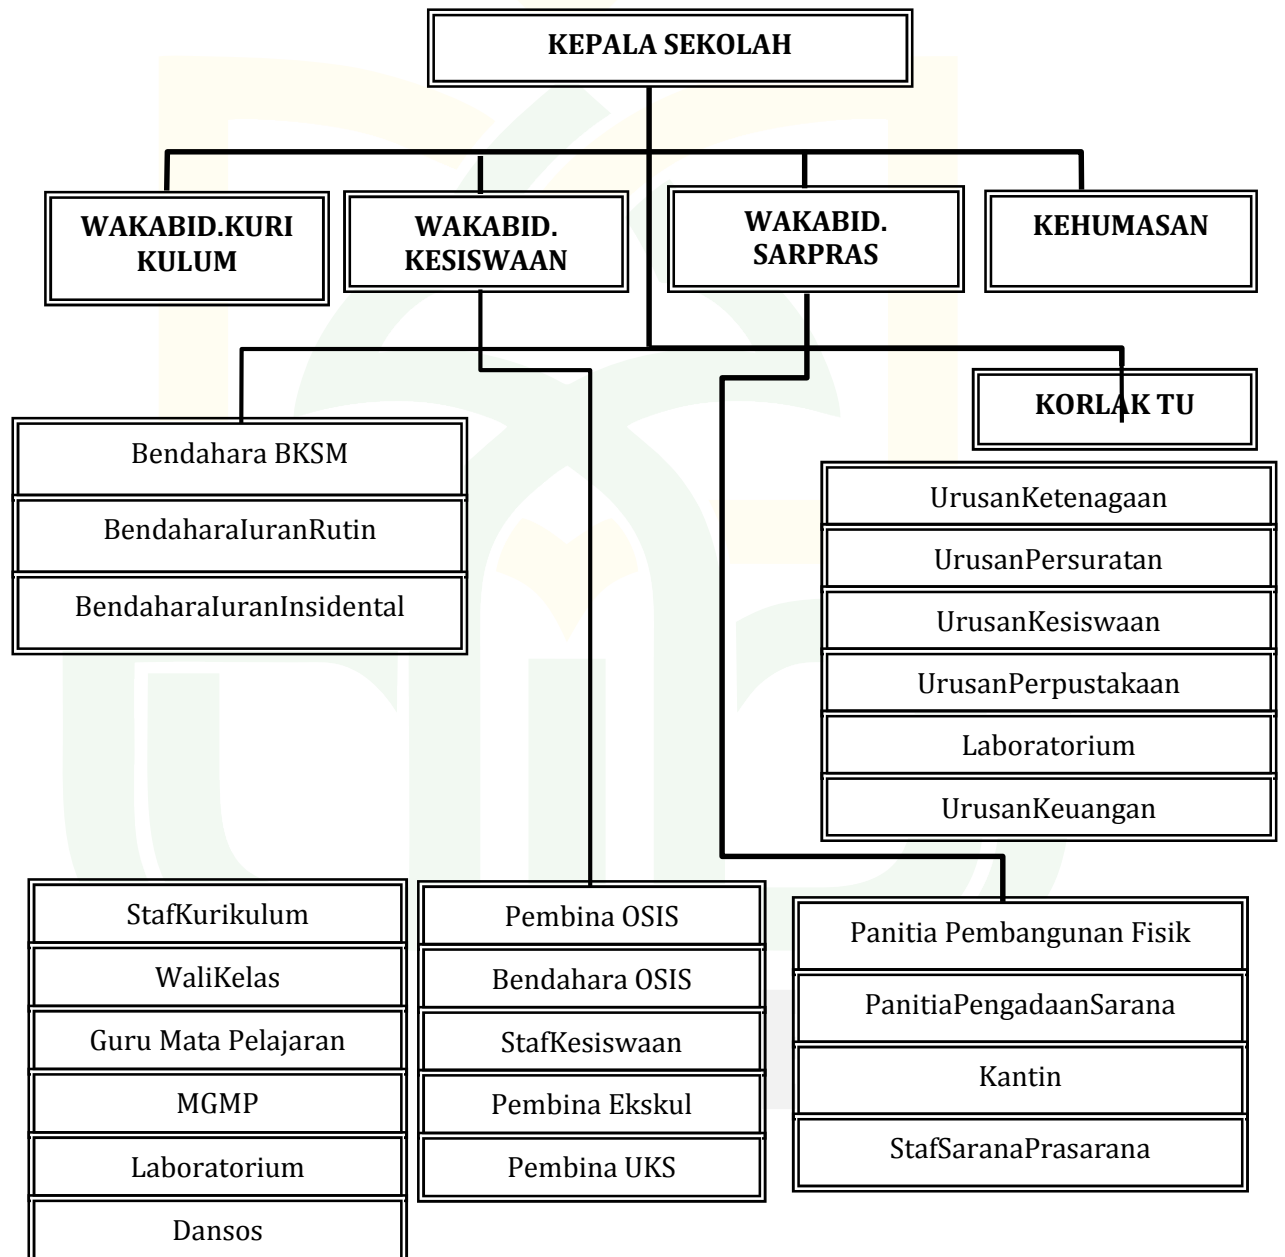 KEPALA SEKOLAH
WAKABID.KURI
KULUM
WAKABID.
KESISWAAN
WAKABID.
SARPRAS
KEHUMASAN
KORLAK TU
Bendahara BKSM
BendaharaIuranRutin
BendaharaIuranInsidental
UrusanKetenagaan
UrusanPersuratan
UrusanKesiswaan
UrusanPerpustakaan
Laboratorium
UrusanKeuangan
StafKurikulum
WaliKelas
Guru Mata Pelajaran
MGMP
Laboratorium
Dansos
Pembina OSIS
Bendahara OSIS
StafKesiswaan
Pembina Ekskul
Pembina UKS
Panitia Pembangunan Fisik
PanitiaPengadaanSarana
Kantin
StafSaranaPrasarana